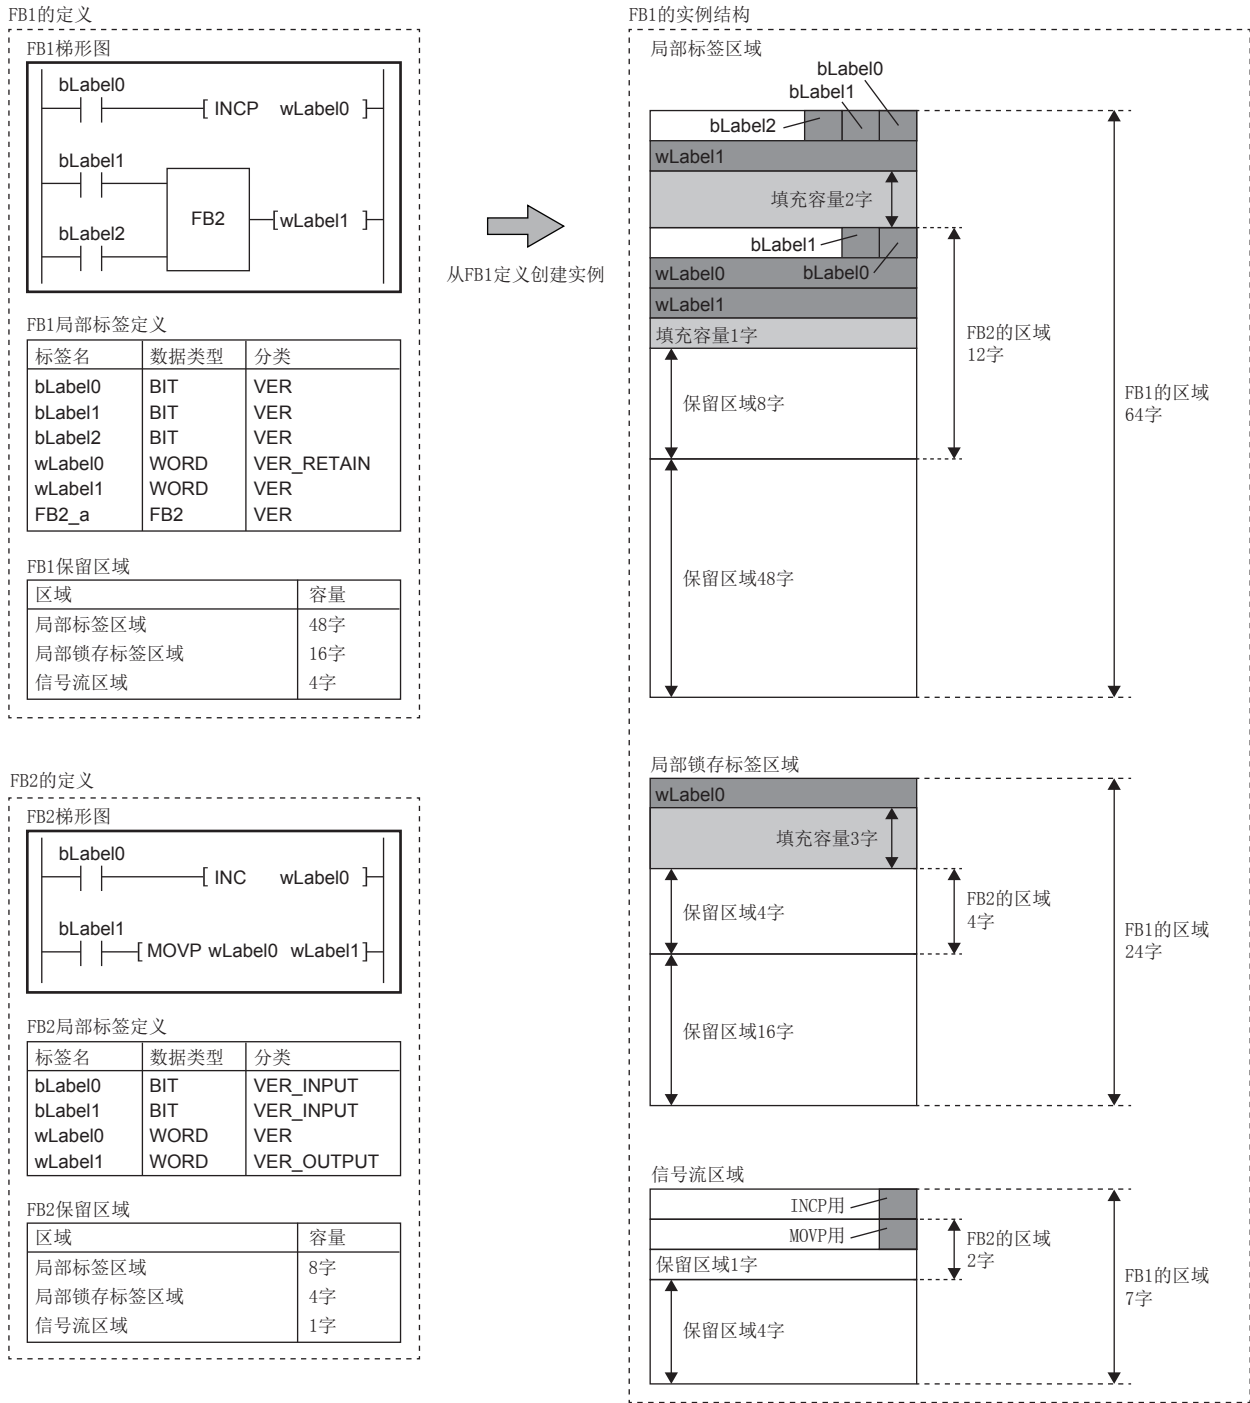 FB1的定义
FB1梯形图
bLabel0
[ INCP wLabel0 ]
bLabel1
FB2
[wLabel1 ]
bLabel2
FB1局部标签定义
标签名 数据类型 分类
bLabel0 BIT VER
bLabel1 BIT VER
bLabel2 BIT VER
wLabel0 WORD VER_RETAIN
wLabel1 WORD VER
FB2_a FB2 VER
FB1保留区域
区域 容量
局部标签区域 48字
局部锁存标签区域 16字
信号流区域 4字
FB2的定义
FB2梯形图
bLabel0
[ INC wLabel0 ]
bLabel1
[ MOVP wLabel0 wLabel1]
FB2局部标签定义
标签名 数据类型 分类
bLabel0 BIT VER_INPUT
bLabel1 BIT VER_INPUT
wLabel0 WORD VER
wLabel1 WORD VER_OUTPUT
FB2保留区域
区域 容量
局部标签区域 8字
局部锁存标签区域 4字
信号流区域 1字
从FB1定义创建实例
FB1的实例结构
局部标签区域
bLabel0
bLabel1
bLabel2
wLabel1
填充容量2字
bLabel1
wLabel0 bLabel0
wLabel1
填充容量1字
保留区域8字
FB2的区域
12字
FB1的区域
64字
保留区域48字
局部锁存标签区域
wLabel0
填充容量3字
保留区域4字
FB2的区域
4字
FB1的区域
24字
保留区域16字
信号流区域
INCP用
MOVP用
保留区域1字
FB2的区域
2字
FB1的区域
7字
保留区域4字